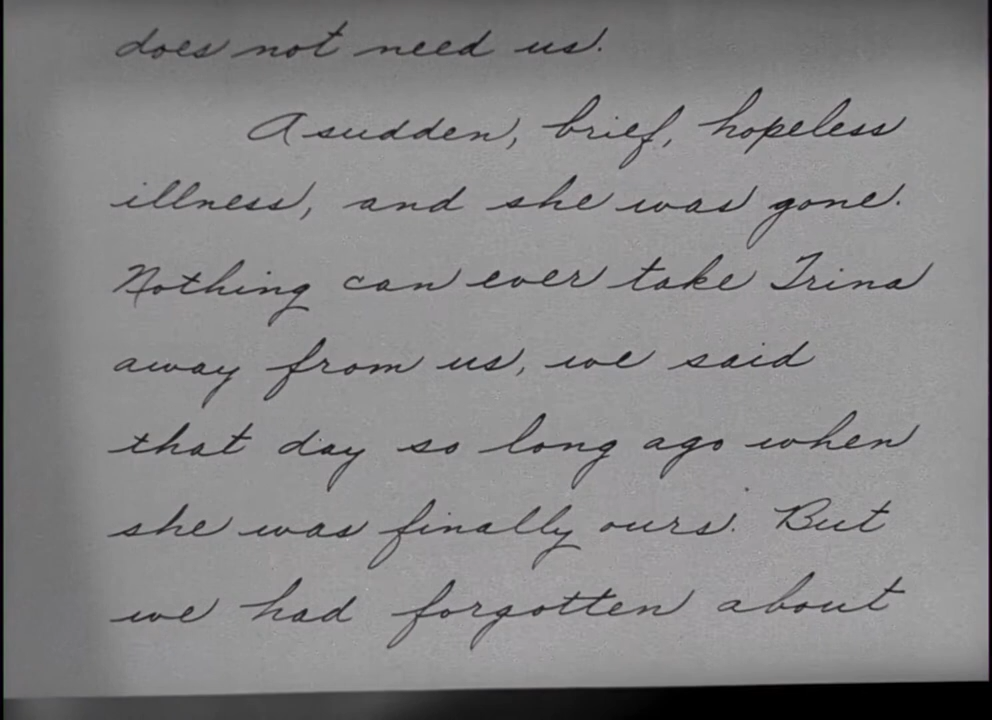 does not need us.
A sudden, brief, hopeless
illness, and she was gone.
Nothing can ever take Trina
away from us, we said
that day so long ago when
she was finally ours. But
we had forgotten about